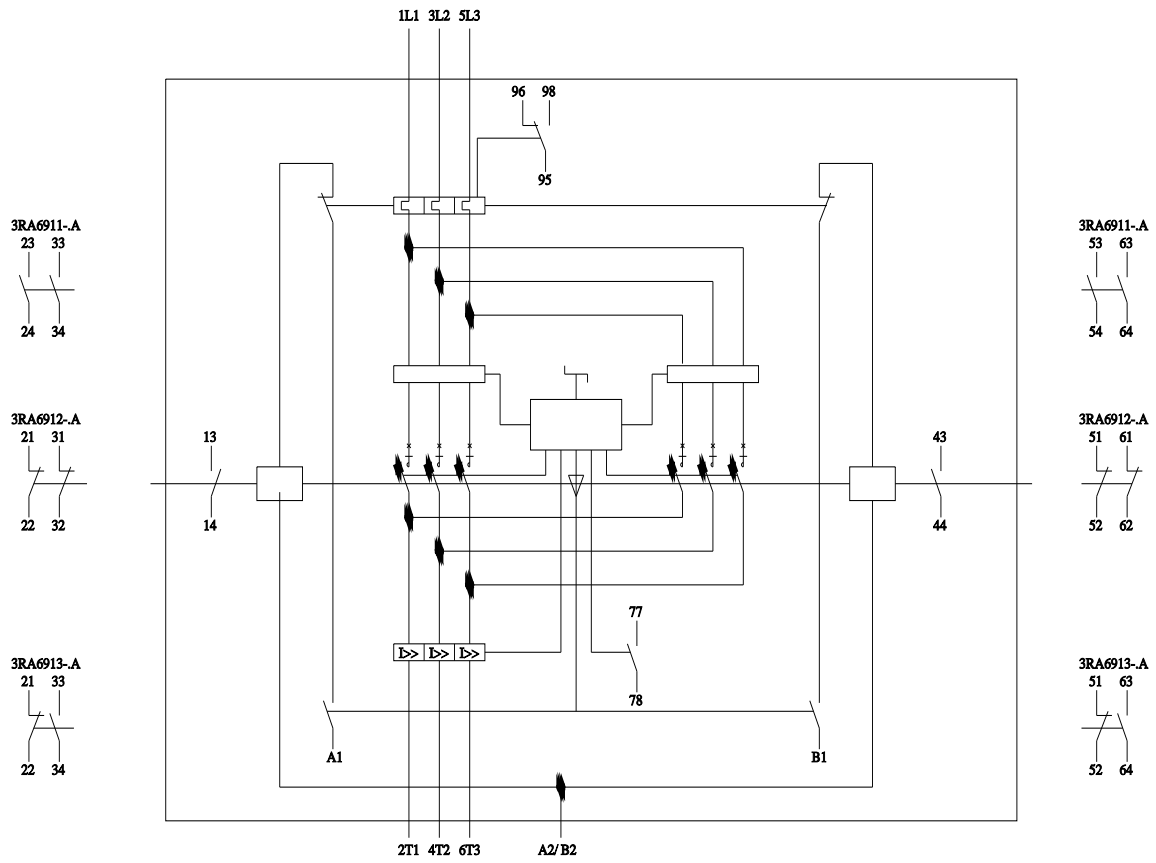 1L1 3L2 5L3
96 98
95
3RA6911-.A
23 33
24 34
3RA6911-.A
53 63
54 64
3RA6912-.A
21 31
22 32
13
14
43
44
3RA6912-.A
51 61
52 62
77
78
I>> I>> I>>
3RA6913-.A
21 33
22 34
3RA6913-.A
51 63
52 64
A1
B1
2T1 4T2 6T3
A2/ B2